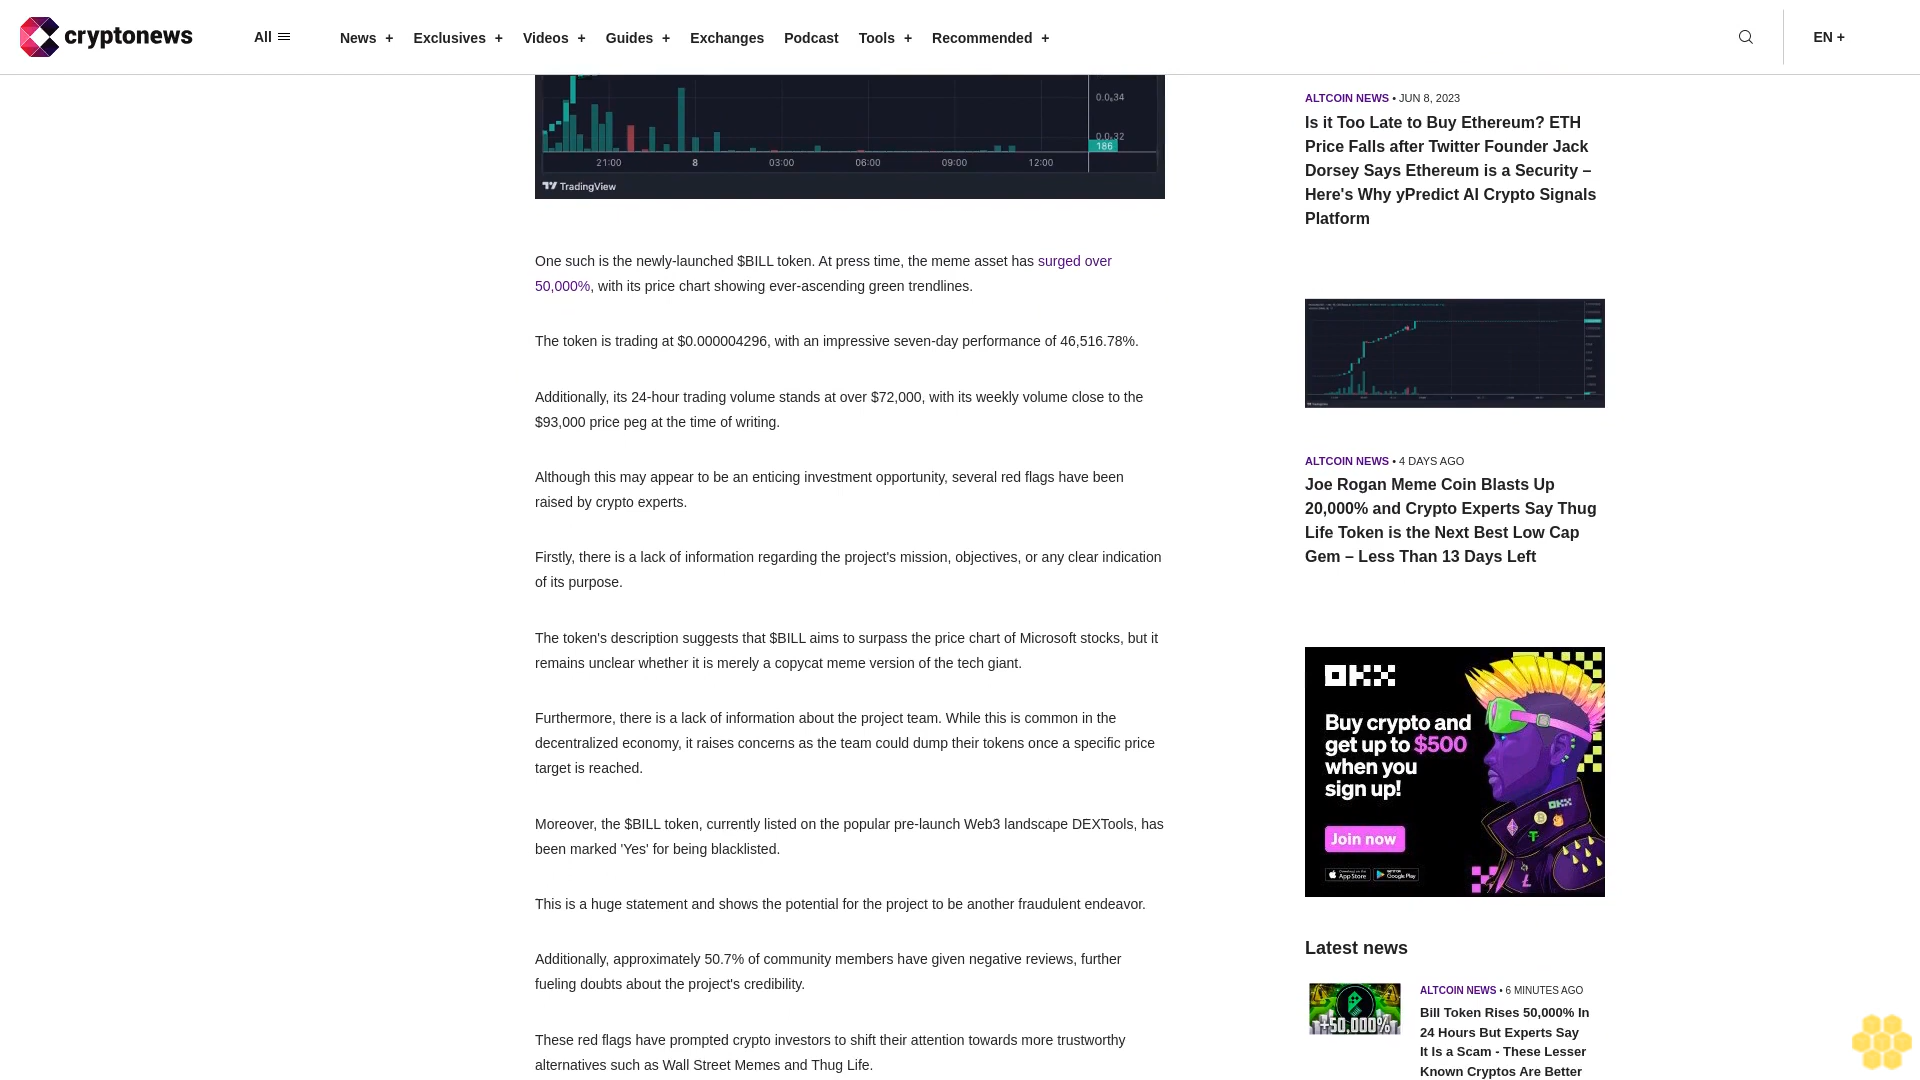 cryptonews
All
News +
Exclusives +
Videos +
Guides +
Exchanges
Podcast
Tools +
Recommended +
EN +
0.0₆34
0.0₆32
186
21:00 8 03:00 06:00 09:00 12:00
TradingView
One such is the newly-launched $BILL token. At press time, the meme asset has surged over
50,000%, with its price chart showing ever-ascending green trendlines.
The token is trading at $0.000004296, with an impressive seven-day performance of 46,516.78%.
Additionally, its 24-hour trading volume stands at over $72,000, with its weekly volume close to the
$93,000 price peg at the time of writing.
Although this may appear to be an enticing investment opportunity, several red flags have been
raised by crypto experts.
Firstly, there is a lack of information regarding the project's mission, objectives, or any clear indication
of its purpose.
The token's description suggests that $BILL aims to surpass the price chart of Microsoft stocks, but it
remains unclear whether it is merely a copycat meme version of the tech giant.
Furthermore, there is a lack of information about the project team. While this is common in the
decentralized economy, it raises concerns as the team could dump their tokens once a specific price
target is reached.
Moreover, the $BILL token, currently listed on the popular pre-launch Web3 landscape DEXTools, has
been marked 'Yes' for being blacklisted.
This is a huge statement and shows the potential for the project to be another fraudulent endeavor.
Additionally, approximately 50.7% of community members have given negative reviews, further
fueling doubts about the project's credibility.
These red flags have prompted crypto investors to shift their attention towards more trustworthy
alternatives such as Wall Street Memes and Thug Life.
ALTCOIN NEWS • JUN 8, 2023
Is it Too Late to Buy Ethereum? ETH
Price Falls after Twitter Founder Jack
Dorsey Says Ethereum is a Security –
Here's Why yPredict AI Crypto Signals
Platform
ALTCOIN NEWS • 4 DAYS AGO
Joe Rogan Meme Coin Blasts Up
20,000% and Crypto Experts Say Thug
Life Token is the Next Best Low Cap
Gem – Less Than 13 Days Left
OKX
Buy crypto and
get up to $500
when you
sign up!
Join now
App Store
Google Play
OKX
Latest news
+50,000%
ALTCOIN NEWS • 6 MINUTES AGO
Bill Token Rises 50,000% In
24 Hours But Experts Say
It Is a Scam - These Lesser
Known Cryptos Are Better